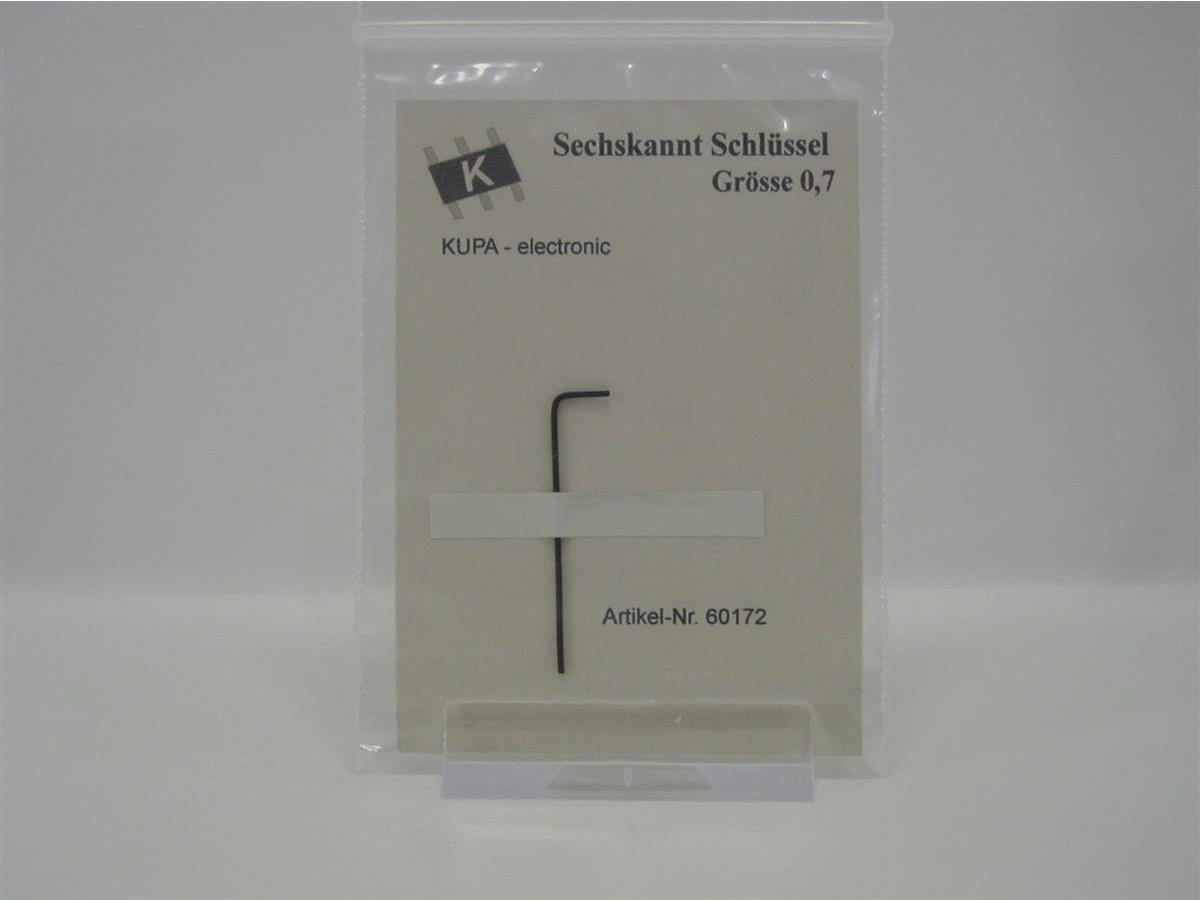 K
Sechskannt Schlüssel
Grösse 0,7
KUPA - electronic
Artikel-Nr. 60172